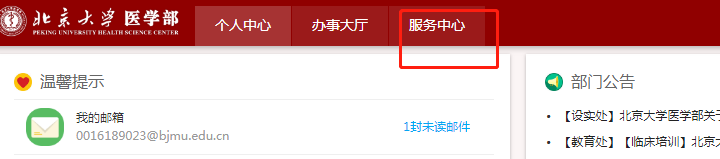 北京大学医学部
PEKING UNIVERSITY HEALTH SCIENCE CENTER
个人中心 办事大厅 服务中心
温馨提示
我的邮箱
0016189023@bjmu.edu.cn
1封未读邮件
部门公告
• 【设实处】北京大学医学部关于
• 【教育处】【临床培训】北京大